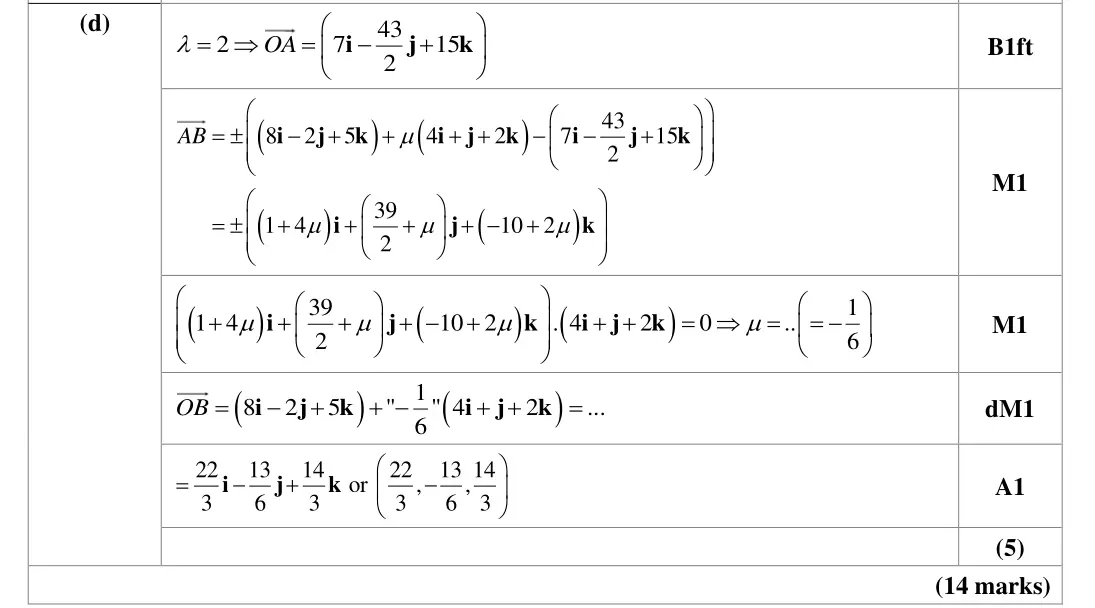 (d)
λ = 2 ⇒ \overrightarrow{OA} = (7i − 43/2 j + 15k)
B1ft
\overrightarrow{AB} = ±((8i − 2j + 5k) + μ(4i + j + 2k) − (7i − 43/2 j + 15k))
= ±((1 + 4μ)i + (39/2 + μ)j + (−10 + 2μ)k)
M1
((1 + 4μ)i + (39/2 + μ)j + (−10 + 2μ)k).(4i + j + 2k) = 0 ⇒ μ = ..(= −1/6)
M1
\overrightarrow{OB} = (8i − 2j + 5k) + "−1/6"(4i + j + 2k) = ...
dM1
= 22/3 i − 13/6 j + 14/3 k or (22/3, −13/6, 14/3)
A1
(5)
(14 marks)